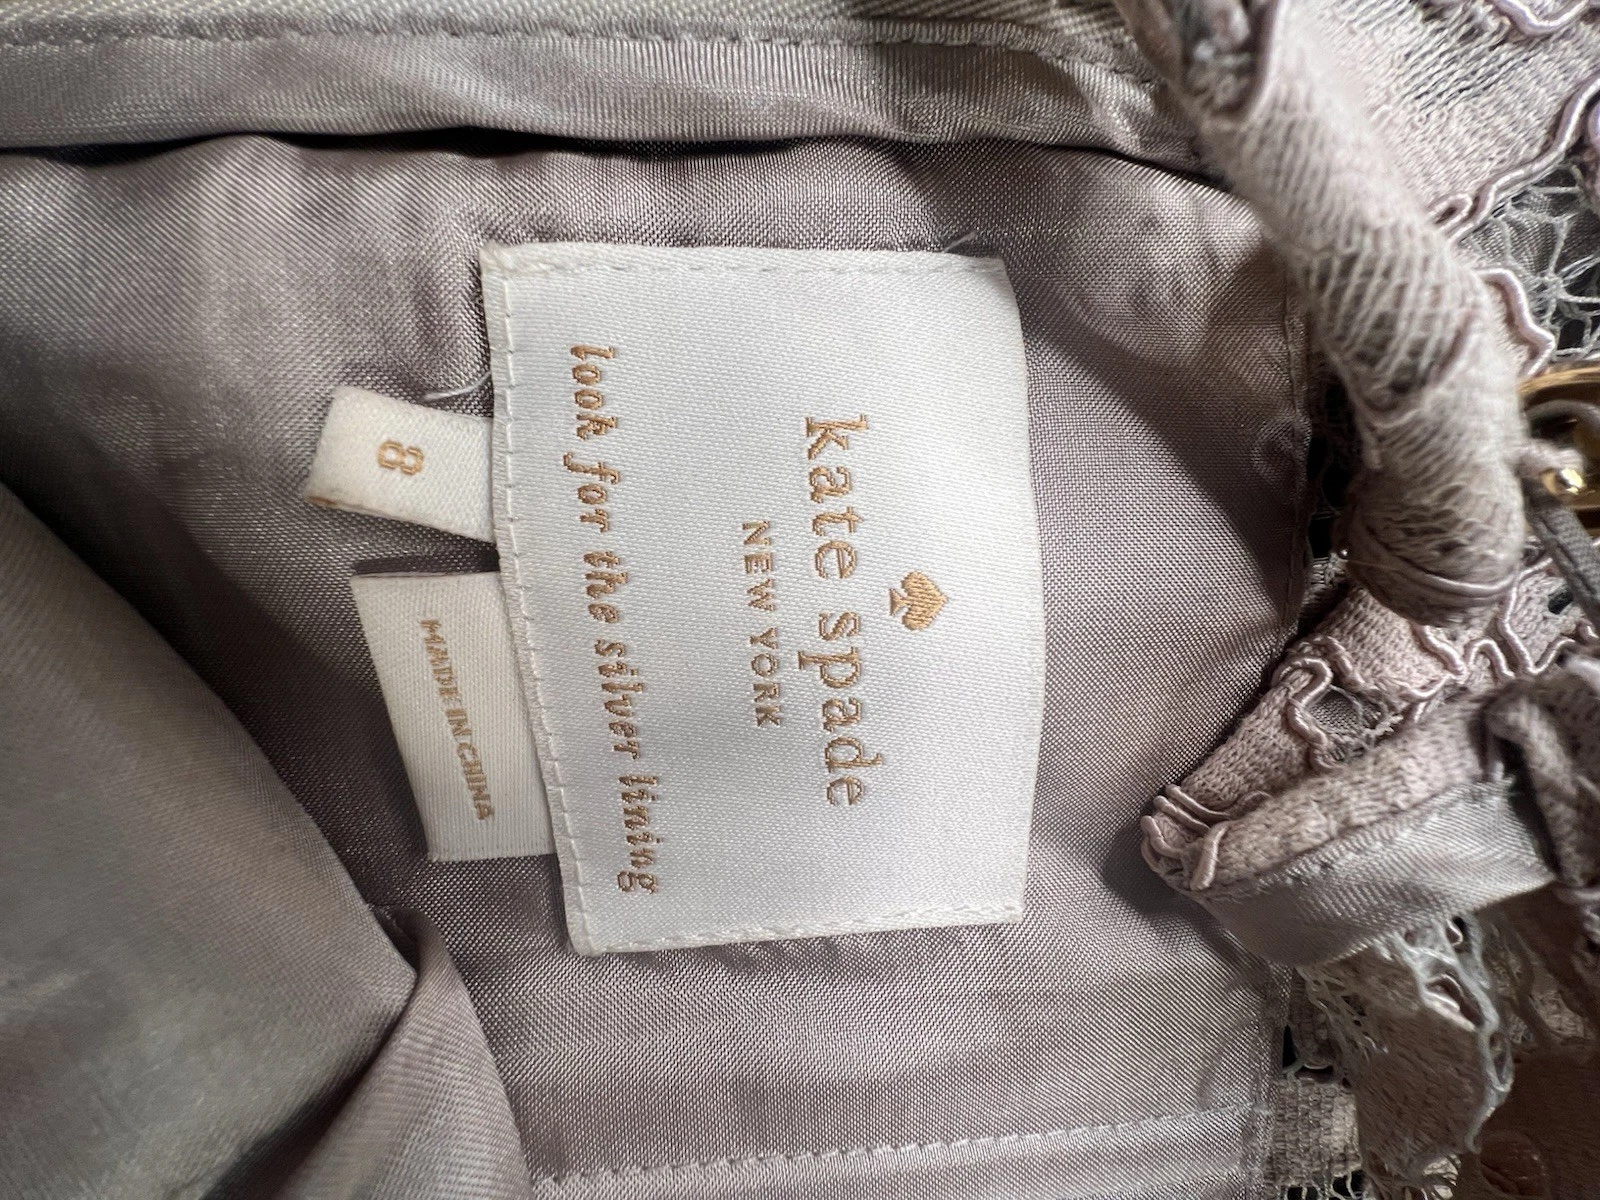 kate spade
NEW YORK
look for the silver lining
8
MADE IN CHINA